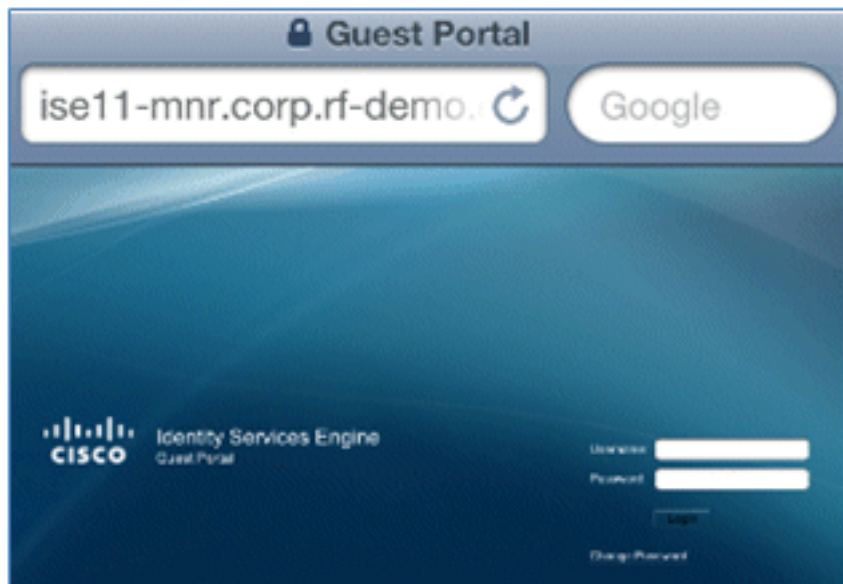 Guest Portal
ise11-mnr.corp.rf-demo.
Google
CISCO
Identity Services Engine
Guest Portal
Username
Password
Login
Change Password